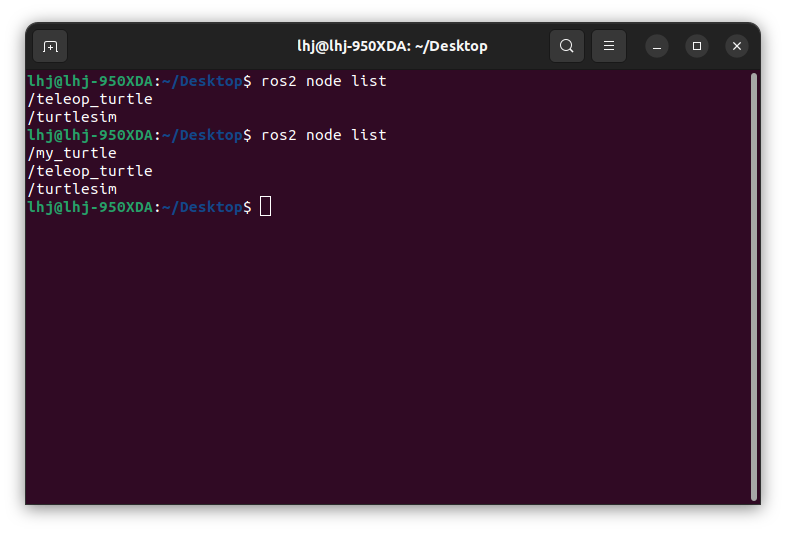 lhj@lhj-950XDA: ~/Desktop
lhj@lhj-950XDA:~/Desktop$ ros2 node list
/teleop_turtle
/turtlesim
lhj@lhj-950XDA:~/Desktop$ ros2 node list
/my_turtle
/teleop_turtle
/turtlesim
lhj@lhj-950XDA:~/Desktop$